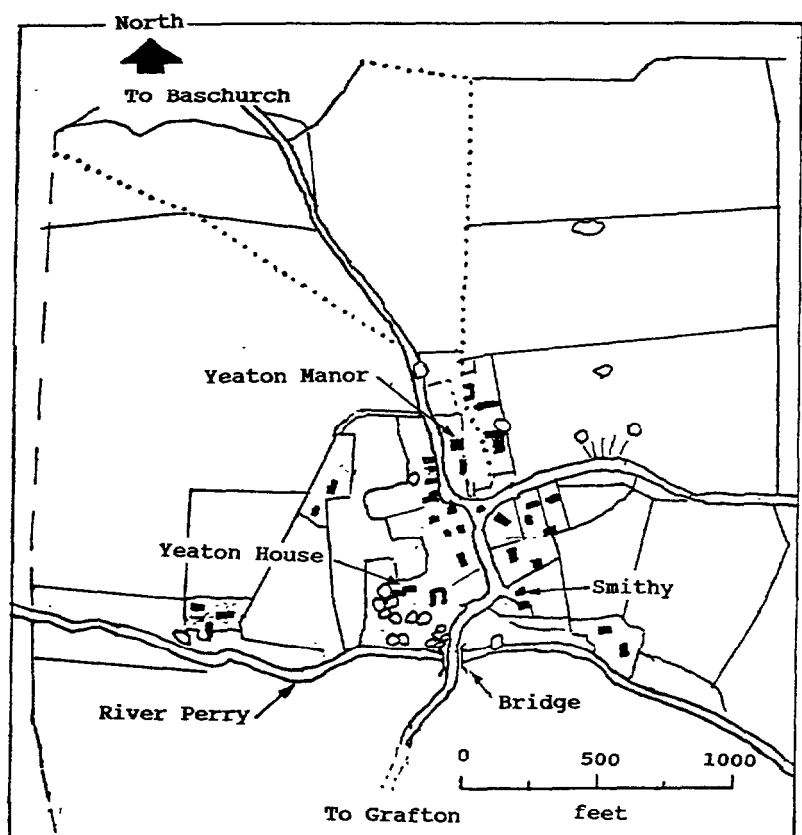 North
To Baschurch
Yeaton Manor
Yeaton House
Smithy
River Perry
Bridge
0 500 1000
To Grafton
feet